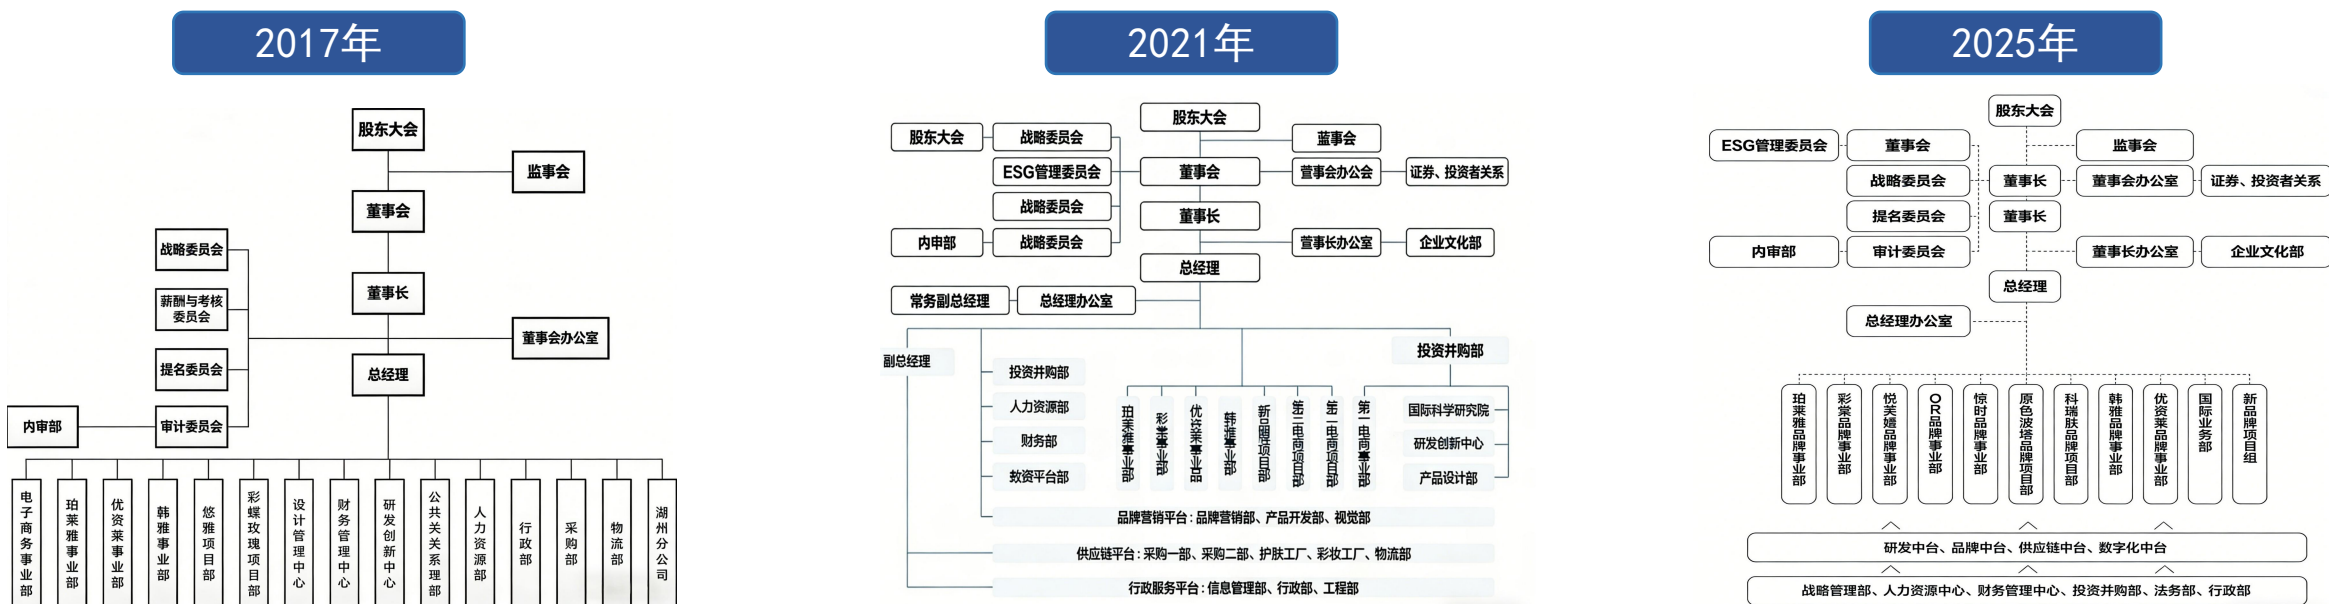 2017年
股东大会
监事会
董事会
战略委员会
薪酬与考核
委员会
董事长
董事会办公室
提名委员会
总经理
内审部
审计委员会
电子商务事业部
珀莱雅事业部
优资莱事业部
韩雅事业部
悠雅项目部
彩蝶玫瑰项目部
设计管理中心
财务管理中心
研发创新中心
公共关关系理部
人力资源部
行政部
采购部
物流部
湖州分公司
2021年
股东大会
股东大会
战略委员会
ESG管理委员会
董事会
战略委员会
董事长
战略委员会
总经理
常务副总经理
总经理办公室
证券、投资者关系
企业文化部
副总经理
投资并购部
投资并购部
人力资源部
财务部
国际科学研究院
研发创新中心
产品设计部
品牌营销平台：品牌营销部、产品开发部、视觉部
供应链平台：采购一部、采购二部、护肤工厂、彩妆工厂、物流部
行政服务平台：信息管理部、行政部、工程部
2025年
股东大会
ESG管理委员会
董事会
监事会
战略委员会
董事长
董事会办公室
证券、投资者关系
提名委员会
董事长
内审部
审计委员会
董事长办公室
企业文化部
总经理
总经理办公室
珀莱雅品牌事业部
彩棠品牌事业部
悦芙媞品牌事业部
OR品牌事业部
惊时品牌事业部
原色波塔品牌项目部
科瑞肤品牌项目部
韩雅品牌事业部
优资莱品牌事业部
国际业务部
新品牌项目组
研发中台、品牌中台、供应链中台、数字化中台
战略管理部、人力资源中心、财务管理中心、投资并购部、法务部、行政部